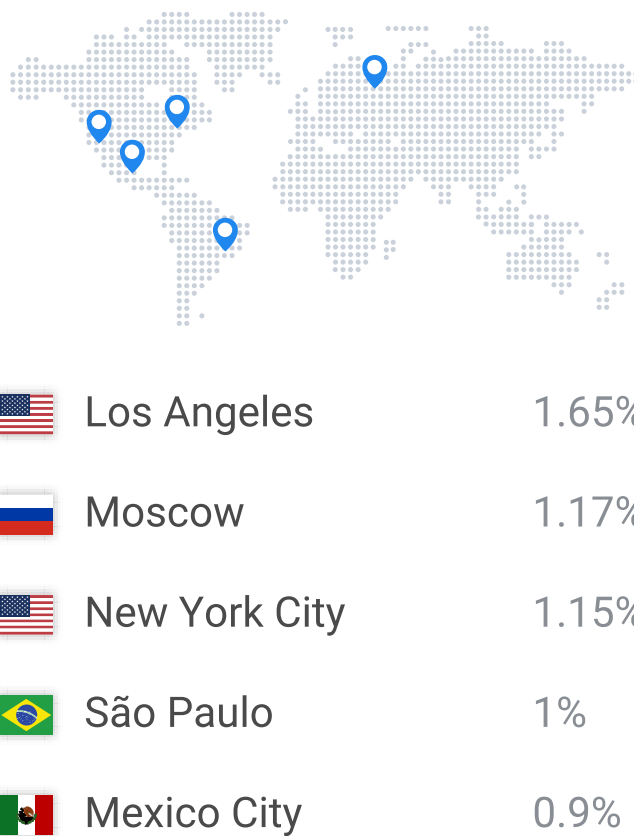 Los Angeles 1.65%
Moscow 1.17%
New York City 1.15%
São Paulo 1%
Mexico City 0.9%